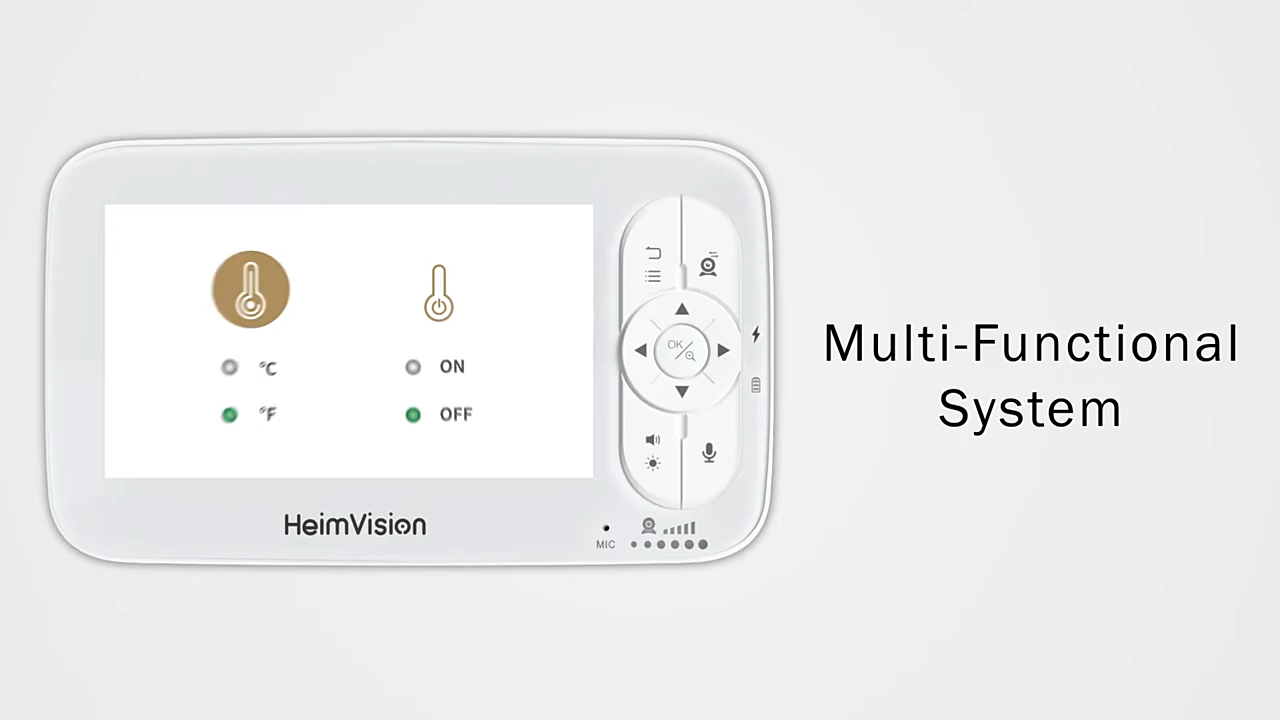 °C
ON
°F
OFF
OK
HeimVision
MIC
Multi-Functional
System